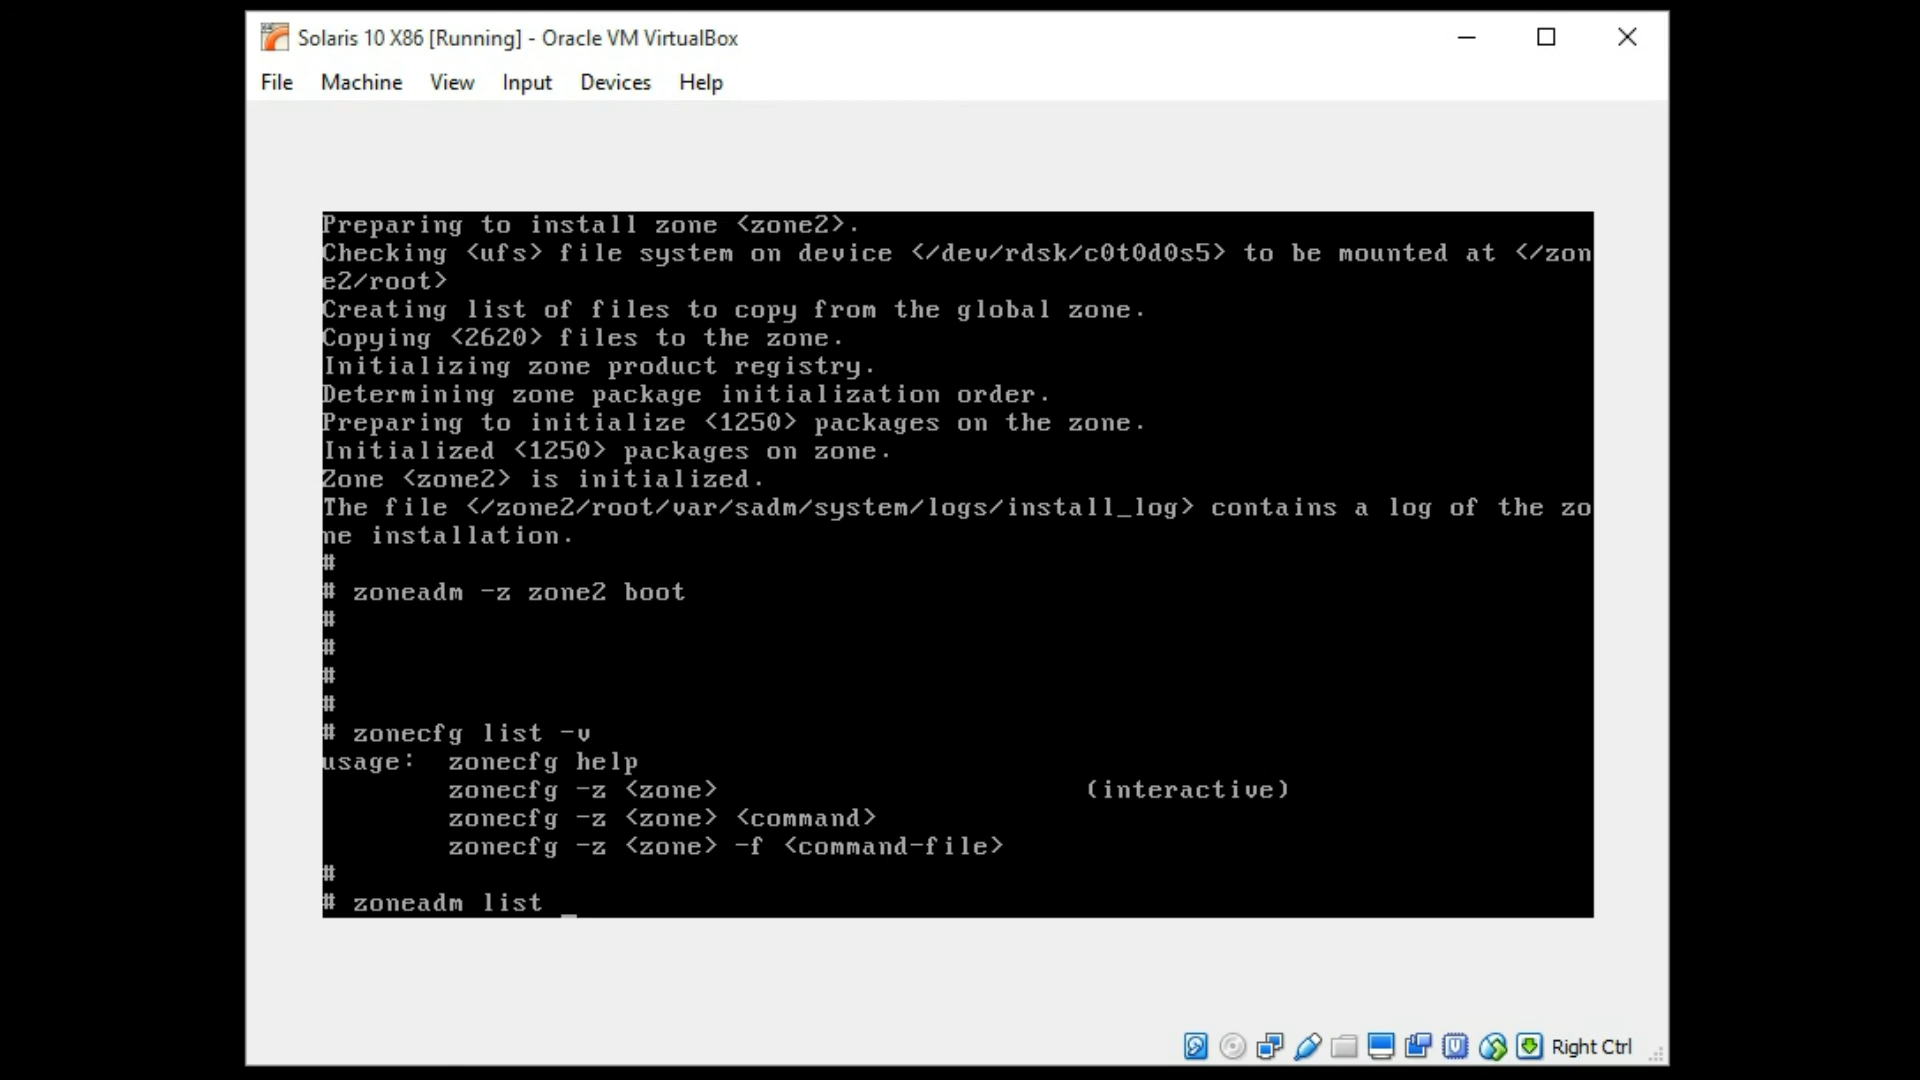 Solaris 10 X86 [Running] - Oracle VM VirtualBox
File Machine View Input Devices Help
Preparing to install zone <zone2>.
Checking <ufs> file system on device </dev/rdsk/c0t0d0s5> to be mounted at </zon
e2/root>
Creating list of files to copy from the global zone.
Copying <2620> files to the zone.
Initializing zone product registry.
Determining zone package initialization order.
Preparing to initialize <1250> packages on the zone.
Initialized <1250> packages on zone.
Zone <zone2> is initialized.
The file </zone2/root/var/sadm/system/logs/install_log> contains a log of the zo
ne installation.
#
# zoneadm -z zone2 boot
#
#
#
#
# zonecfg list -v
usage:  zonecfg help
        zonecfg -z <zone>                       (interactive)
        zonecfg -z <zone> <command>
        zonecfg -z <zone> -f <command-file>
#
# zoneadm list _
Right Ctrl